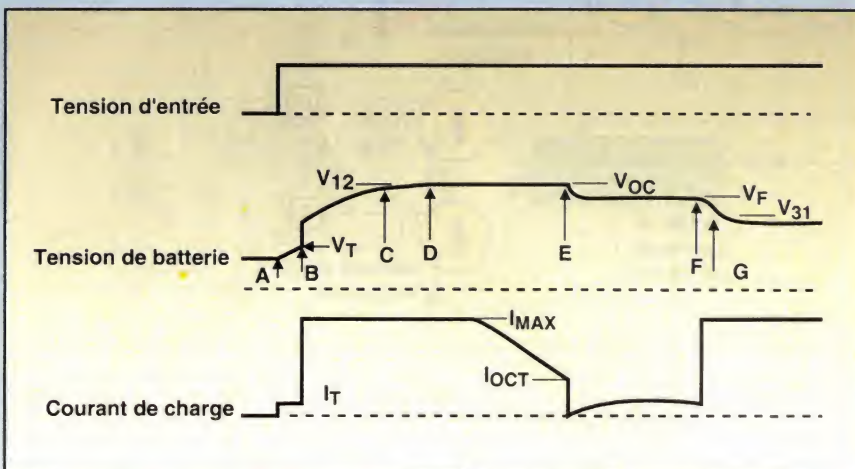 Tension d'entrée
V12
VOC
VF
V31
VT
C
D
E
F
G
Tension de batterie
A
B
IMAX
IOCT
IT
Courant de charge